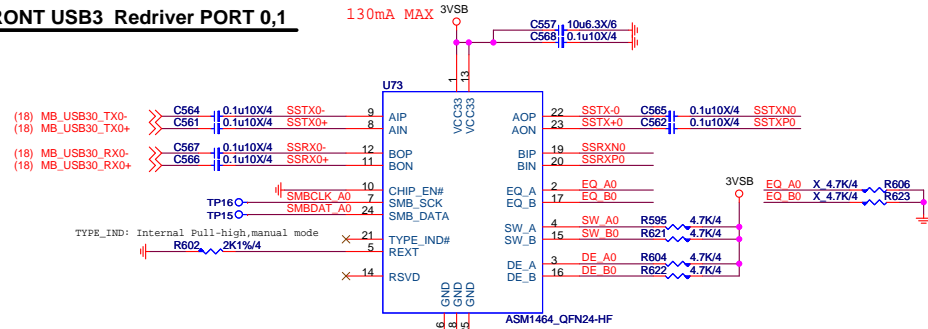 RONT USB3 Redriver PORT 0,1
130mA MAX
3VSB
C557 10u6.3X/6
C568 0.1u10X/4
U73
1 13
VCC33 VCC33
(18) MB_USB30_TX0- C564 0.1u10X/4 SSTX0- 9 AIP
(18) MB_USB30_TX0+ C561 0.1u10X/4 SSTX0+ 8 AIN
(18) MB_USB30_RX0- C567 0.1u10X/4 SSRX0- 12 BOP
(18) MB_USB30_RX0+ C566 0.1u10X/4 SSRX0+ 11 BON
AOP 22 SSTX-0 C565 0.1u10X/4 SSTXN0
AON 23 SSTX+0 C562 0.1u10X/4 SSTXP0
BIP 19 SSRXN0
BIN 20 SSRXP0
10 CHIP_EN#
TP16 SMBCLK_A0 7 SMB_SCK
TP15 SMBDAT_A0 24 SMB_DATA
TYPE_IND: Internal Pull-high,manual mode
21 TYPE_IND#
R602 2K1%/4 5 REXT
14 RSVD
EQ_A 2 EQ_A0
EQ_B 17 EQ_B0
3VSB
EQ_A0 X_4.7K/4 R606
EQ_B0 X_4.7K/4 R623
SW_A 4 SW_A0 R595 4.7K/4
SW_B 15 SW_B0 R621 4.7K/4
DE_A 3 DE_A0 R604 4.7K/4
DE_B 16 DE_B0 R622 4.7K/4
GND GND GND
6 8 5
ASM1464_QFN24-HF